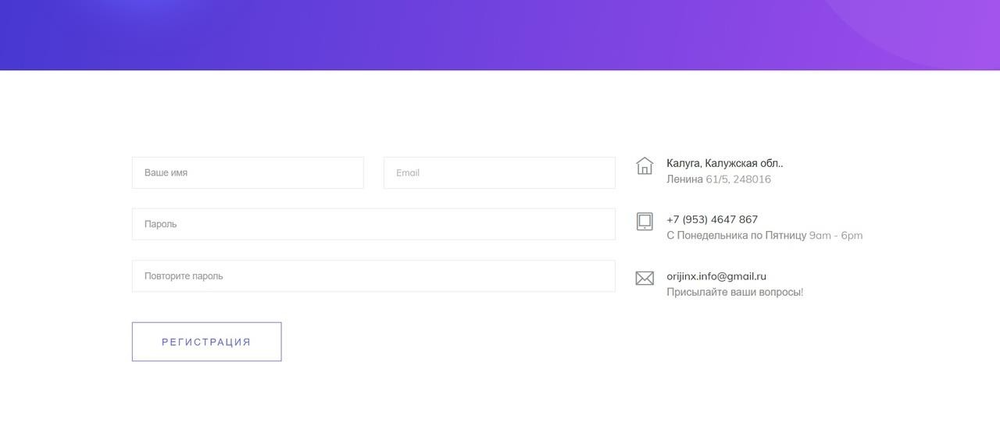 Ваше имя
Email
Пароль
Повторите пароль
РЕГИСТРАЦИЯ
Калуга, Калужская обл..
Ленина 61/5, 248016
+7 (953) 4647 867
С Понедельника по Пятницу 9am - 6pm
orijinx.info@gmail.ru
Присылайте ваши вопросы!